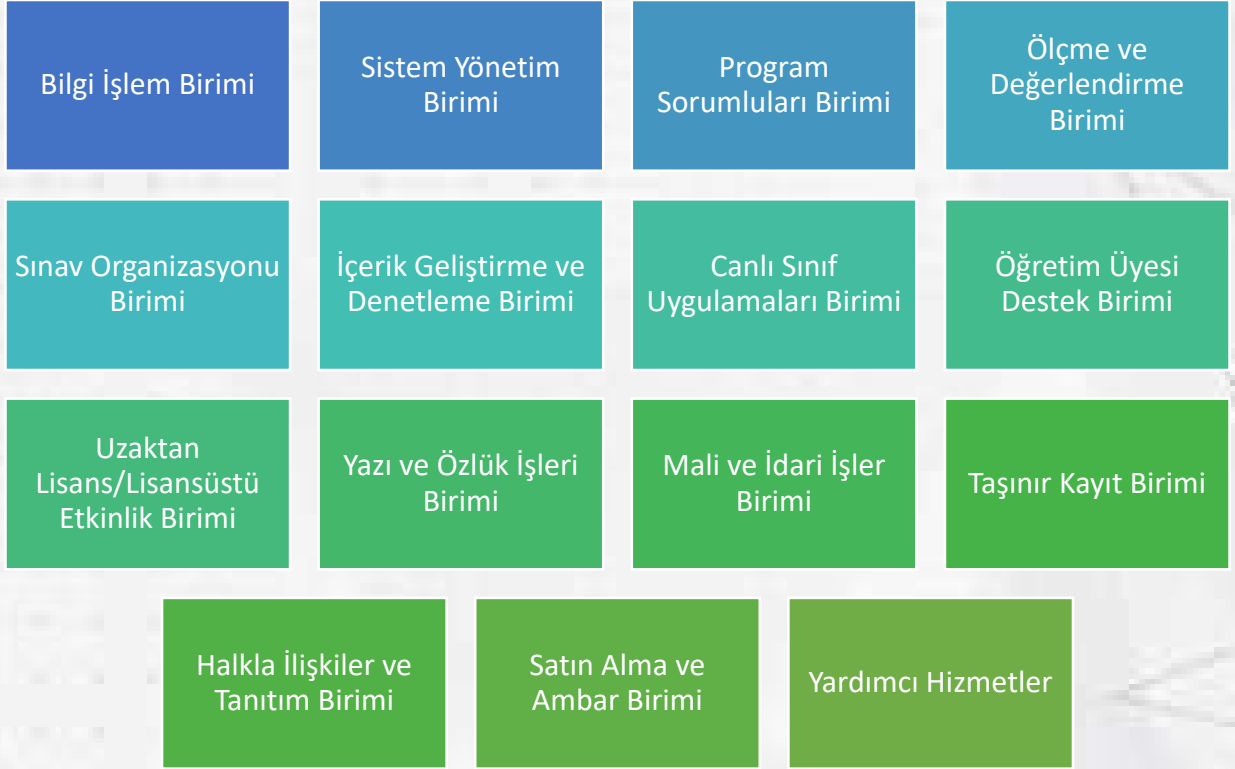 Bilgi İşlem Birimi
Sistem Yönetim
Birimi
Program
Sorumluları Birimi
Ölçme ve
Değerlendirme
Birimi
Sınav Organizasyonu
Birimi
İçerik Geliştirme ve
Denetleme Birimi
Canlı Sınıf
Uygulamaları Birimi
Öğretim Üyesi
Destek Birimi
Uzaktan
Lisans/Lisansüstü
Etkinlik Birimi
Yazı ve Özlük İşleri
Birimi
Mali ve İdari İşler
Birimi
Taşınır Kayıt Birimi
Halkla İlişkiler ve
Tanıtım Birimi
Satın Alma ve
Ambar Birimi
Yardımcı Hizmetler